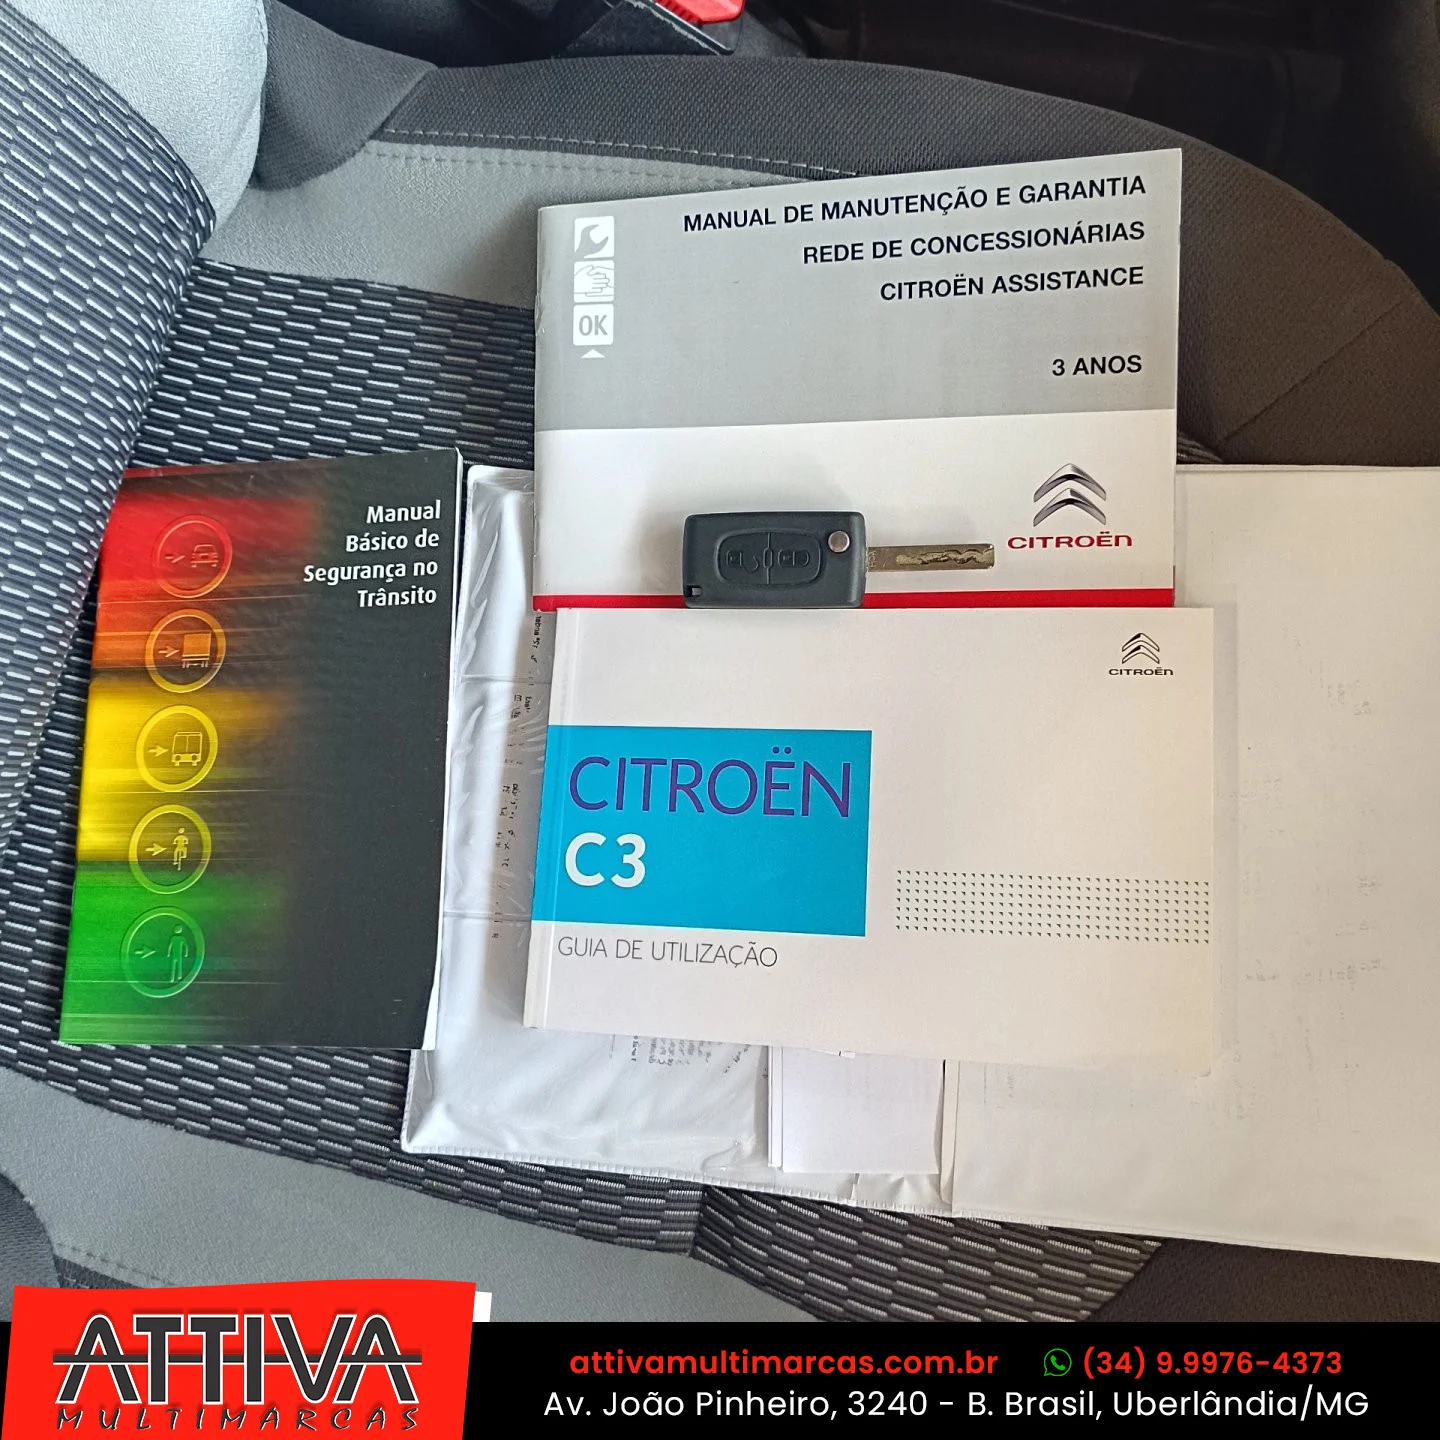 MANUAL DE MANUTENÇÃO E GARANTIA
REDE DE CONCESSIONÁRIAS
CITROËN ASSISTANCE
OK
3 ANOS
CITROËN
Manual
Básico de
Segurança no
Trânsito
CITROËN
CITROËN
C3
GUIA DE UTILIZAÇÃO
ATTIVA
MULTIMARCAS
attivamultimarcas.com.br (34) 9.9976-4373
Av. João Pinheiro, 3240 - B. Brasil, Uberlândia/MG